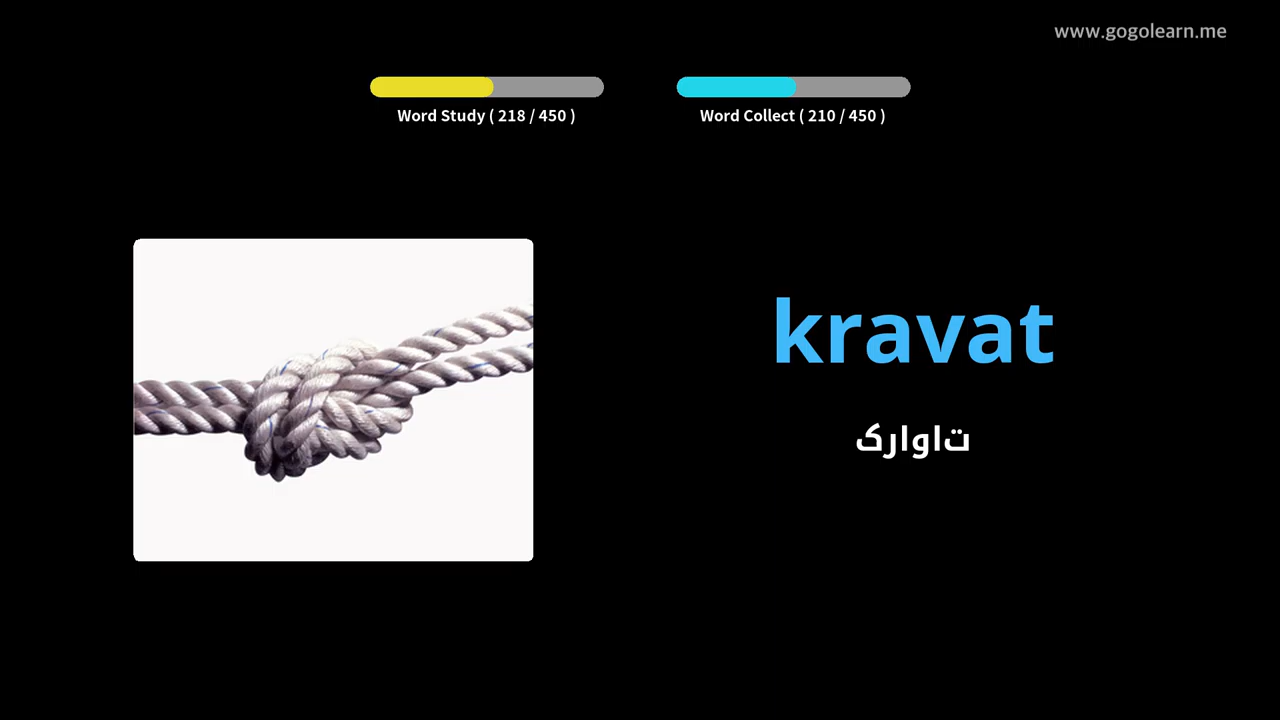 www.gogolearn.me
Word Study ( 218 / 450 )
Word Collect ( 210 / 450 )
kravat
تاوارک